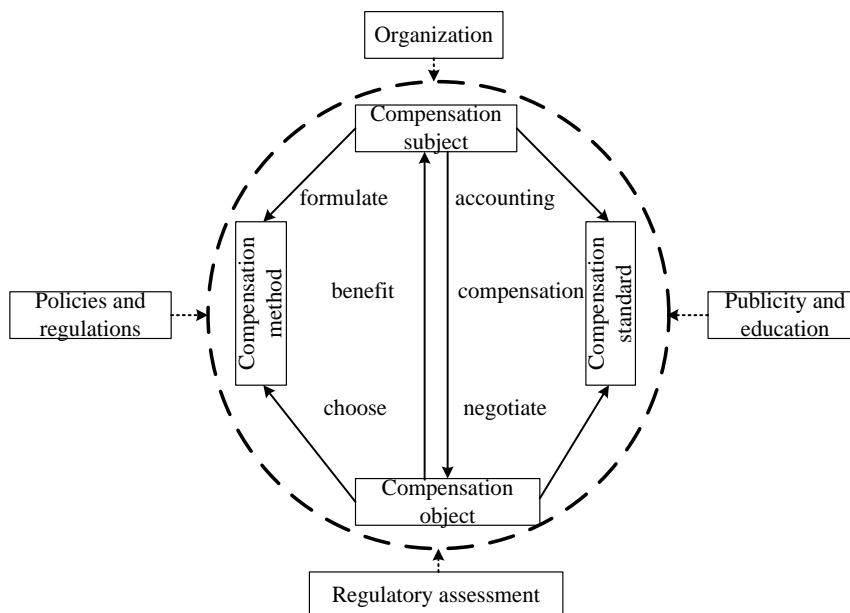 Organization
Compensation
subject
formulate
accounting
Compensation
method
Compensation
standard
benefit
compensation
Policies and
regulations
Publicity and
education
choose
negotiate
Compensation
object
Regulatory assessment